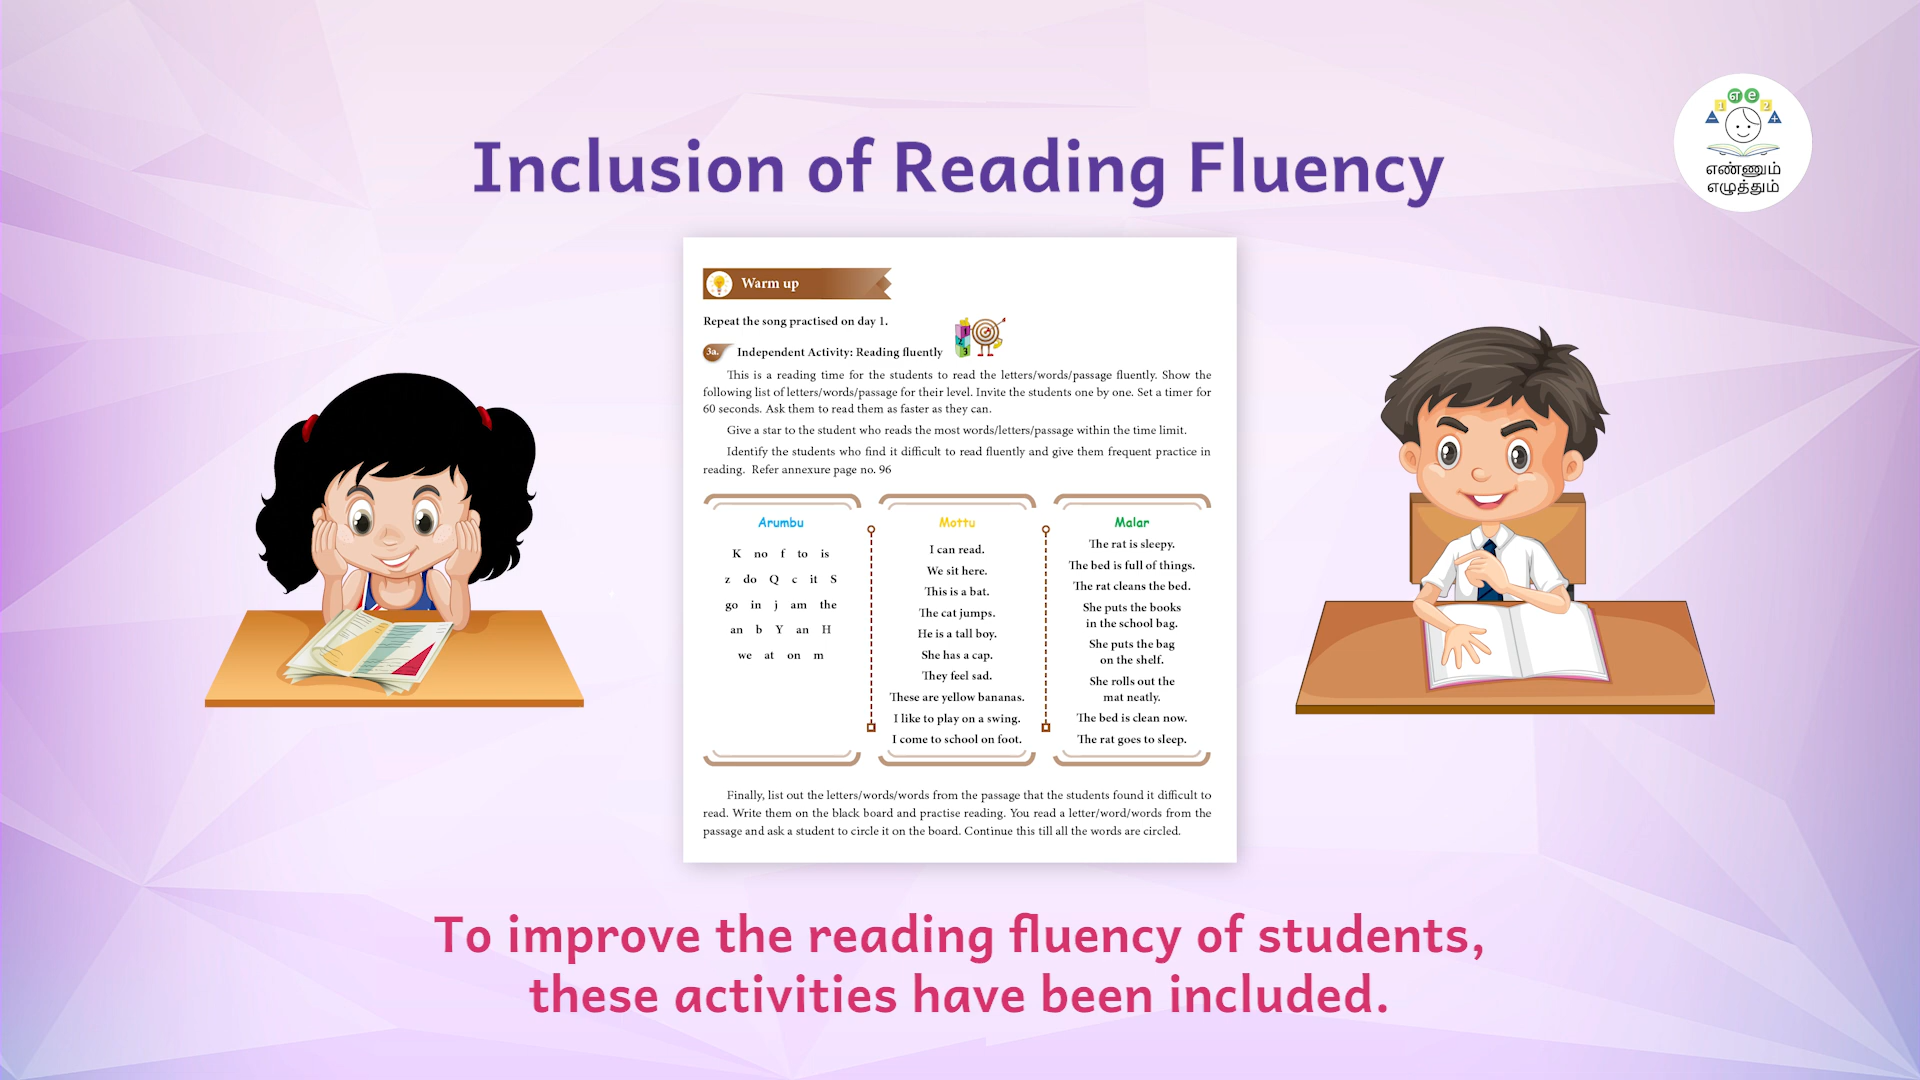 Inclusion of Reading Fluency
1 எ e 2
எண்ணும்
எழுத்தும்
Warm up
Repeat the song practised on day 1.
3a. Independent Activity: Reading fluently
1
2
3
This is a reading time for the students to read the letters/words/passage fluently. Show the
following list of letters/words/passage for their level. Invite the students one by one. Set a timer for
60 seconds. Ask them to read them as faster as they can.
Give a star to the student who reads the most words/letters/passage within the time limit.
Identify the students who find it difficult to read fluently and give them frequent practice in
reading. Refer annexure page no. 96
Arumbu
K no f to is
z do Q c it S
go in j am the
an b Y an H
we at on m
Mottu
I can read.
We sit here.
This is a bat.
The cat jumps.
He is a tall boy.
She has a cap.
They feel sad.
These are yellow bananas.
I like to play on a swing.
I come to school on foot.
Malar
The rat is sleepy.
The bed is full of things.
The rat cleans the bed.
She puts the books
in the school bag.
She puts the bag
on the shelf.
She rolls out the
mat neatly.
The bed is clean now.
The rat goes to sleep.
Finally, list out the letters/words/words from the passage that the students found it difficult to
read. Write them on the black board and practise reading. You read a letter/word/words from the
passage and ask a student to circle it on the board. Continue this till all the words are circled.
To improve the reading fluency of students,
these activities have been included.